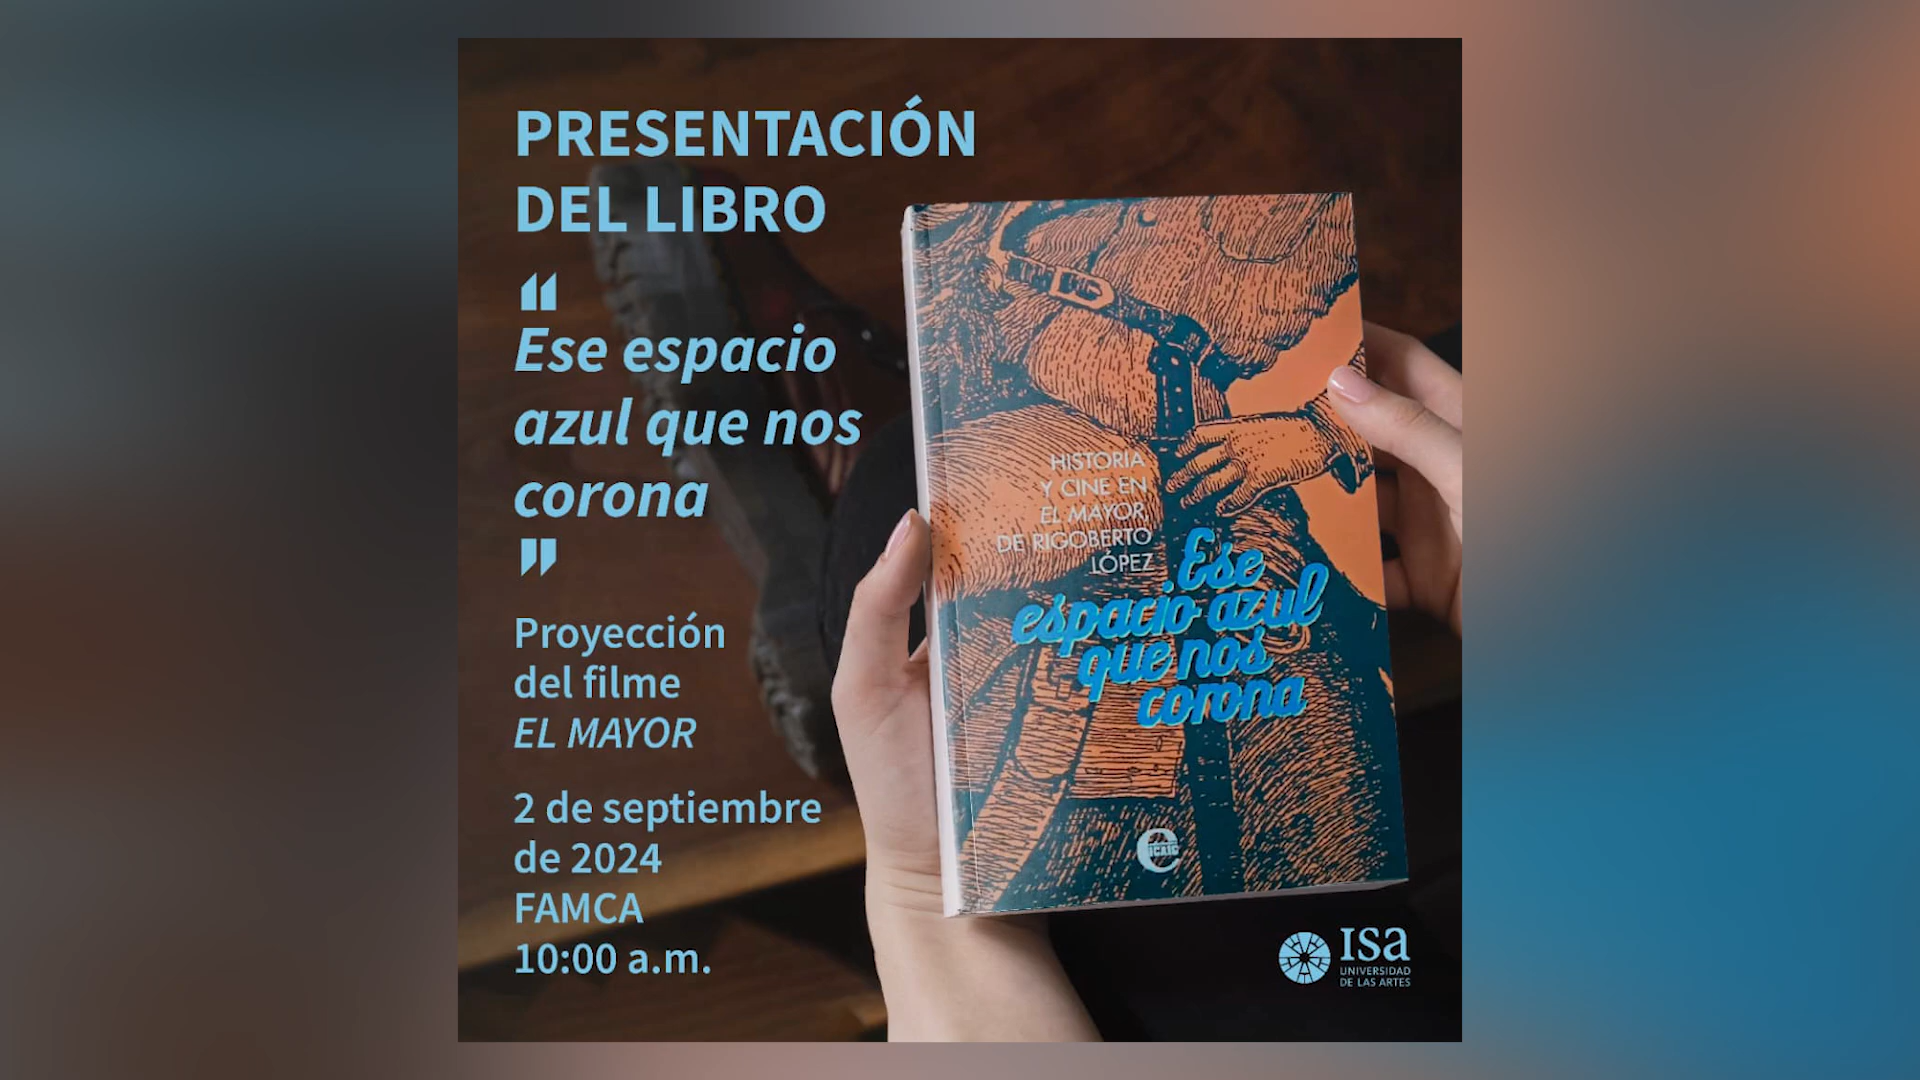 PRESENTACIÓN
DEL LIBRO
“
Ese espacio
azul que nos
corona
”
Proyección
del filme
EL MAYOR
2 de septiembre
de 2024
FAMCA
10:00 a.m.
HISTORIA
Y CINE EN
EL MAYOR,
DE RIGOBERTO
LÓPEZ
Ese
espacio azul
que nos
corona
e
ICAIC
ISA
UNIVERSIDAD
DE LAS ARTES